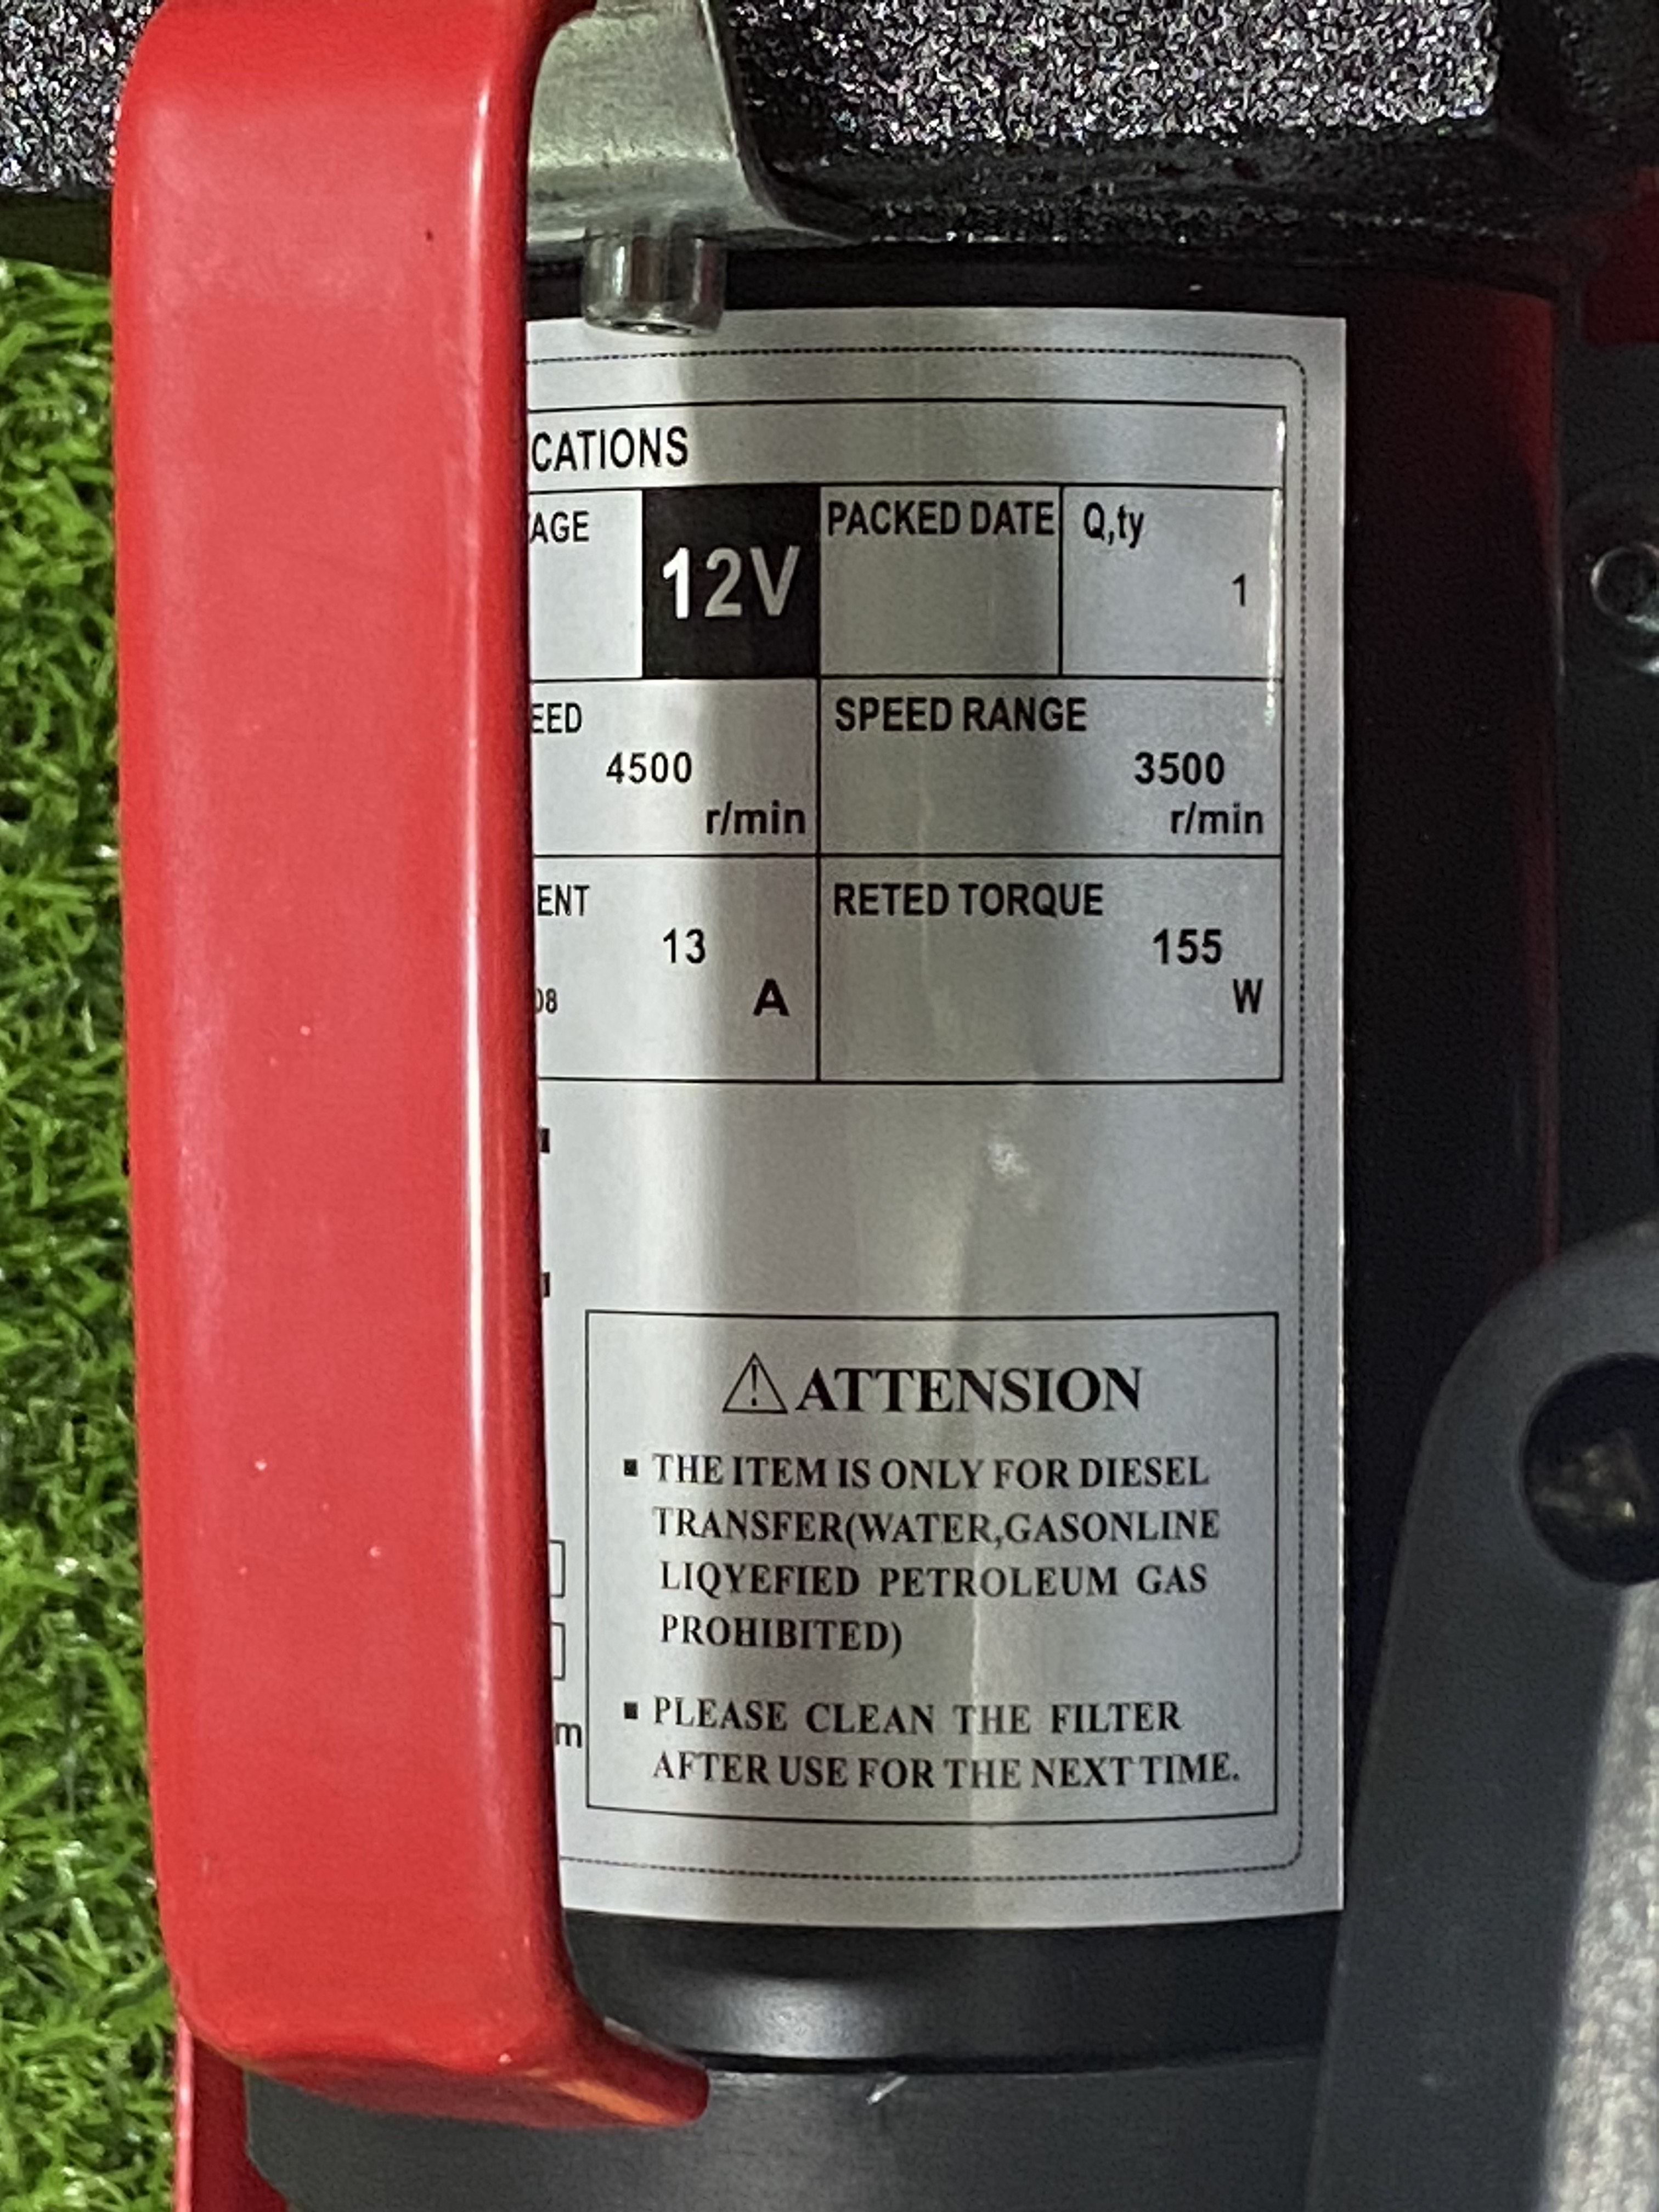 CATIONS
AGE
12V
PACKED DATE
Q,ty
1
EED
4500
r/min
SPEED RANGE
3500
r/min
ENT
13
08
A
RETED TORQUE
155
W
⚠ATTENSION
▪ THE ITEM IS ONLY FOR DIESEL
TRANSFER(WATER,GASONLINE
LIQYEFIED PETROLEUM GAS
PROHIBITED)
▪ PLEASE CLEAN THE FILTER
AFTER USE FOR THE NEXT TIME.
m